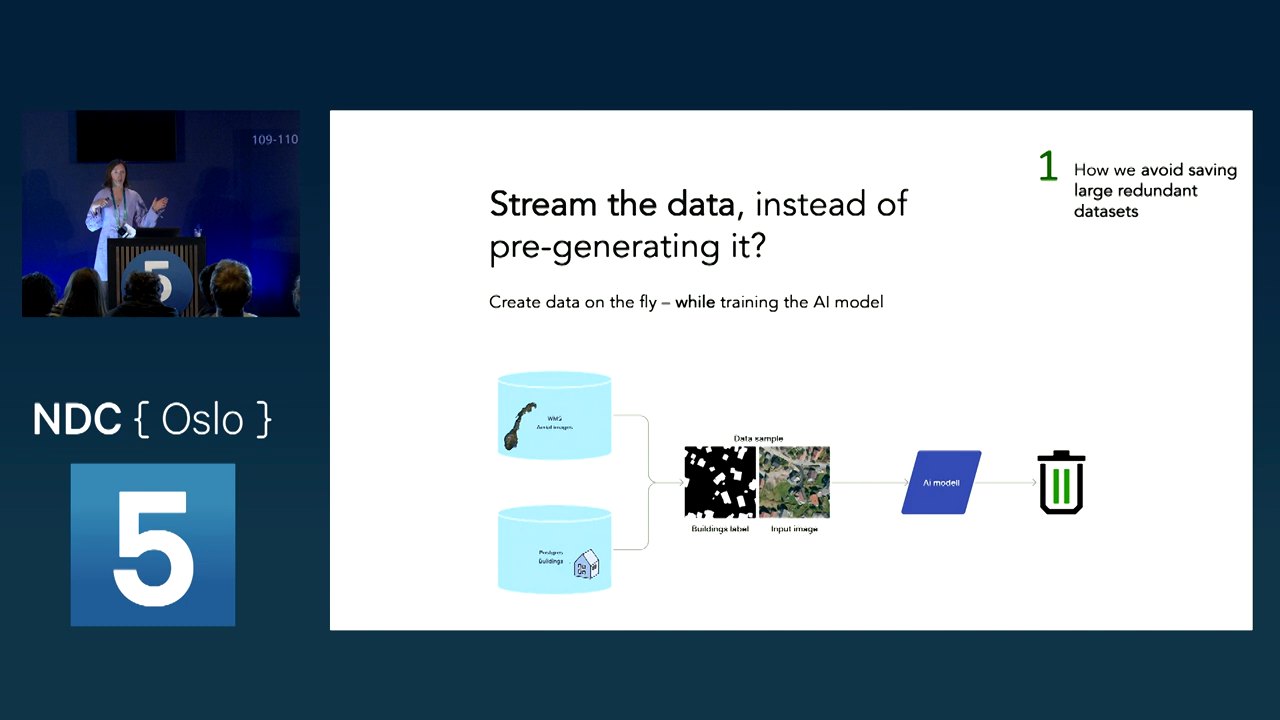 109-110
5
NDC { Oslo }
5
1
How we avoid saving
large redundant
datasets
Stream the data, instead of
pre-generating it?
Create data on the fly – while training the AI model
WMS
Aerial images
Postgres
Buildings
Data sample
Buildings label
Input image
Ai modell